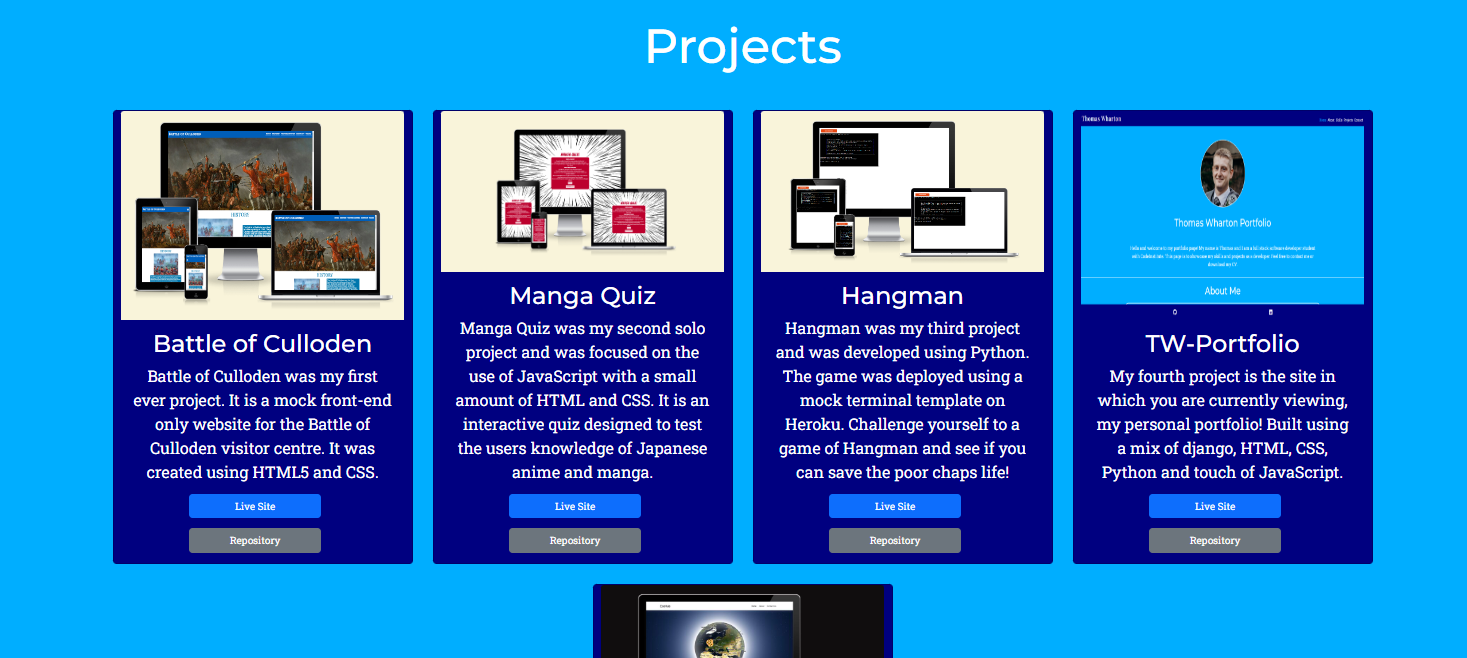 Projects
Battle of Culloden
Battle of Culloden was my first
ever project. It is a mock front-end
only website for the Battle of
Culloden visitor centre. It was
created using HTML5 and CSS.
Live Site
Repository
Manga Quiz
Manga Quiz was my second solo
project and was focused on the
use of JavaScript with a small
amount of HTML and CSS. It is an
interactive quiz designed to test
the users knowledge of Japanese
anime and manga.
Live Site
Repository
Hangman
Hangman was my third project
and was developed using Python.
The game was deployed using a
mock terminal template on
Heroku. Challenge yourself to a
game of Hangman and see if you
can save the poor chaps life!
Live Site
Repository
Thomas Wharton
Thomas Wharton Portfolio
About Me
TW-Portfolio
My fourth project is the site in
which you are currently viewing,
my personal portfolio! Built using
a mix of django, HTML, CSS,
Python and touch of JavaScript.
Live Site
Repository